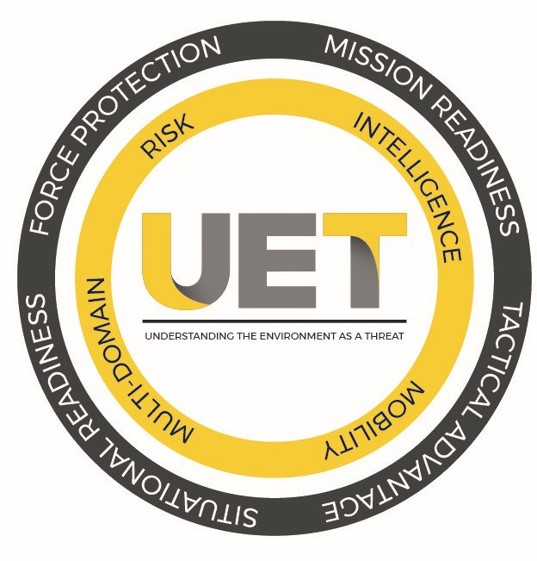 FORCE PROTECTION
MISSION READINESS
TACTICAL ADVANTAGE
SITUATIONAL READINESS
RISK
INTELLIGENCE
MOBILITY
MULTI-DOMAIN
UET
UNDERSTANDING THE ENVIRONMENT AS A THREAT